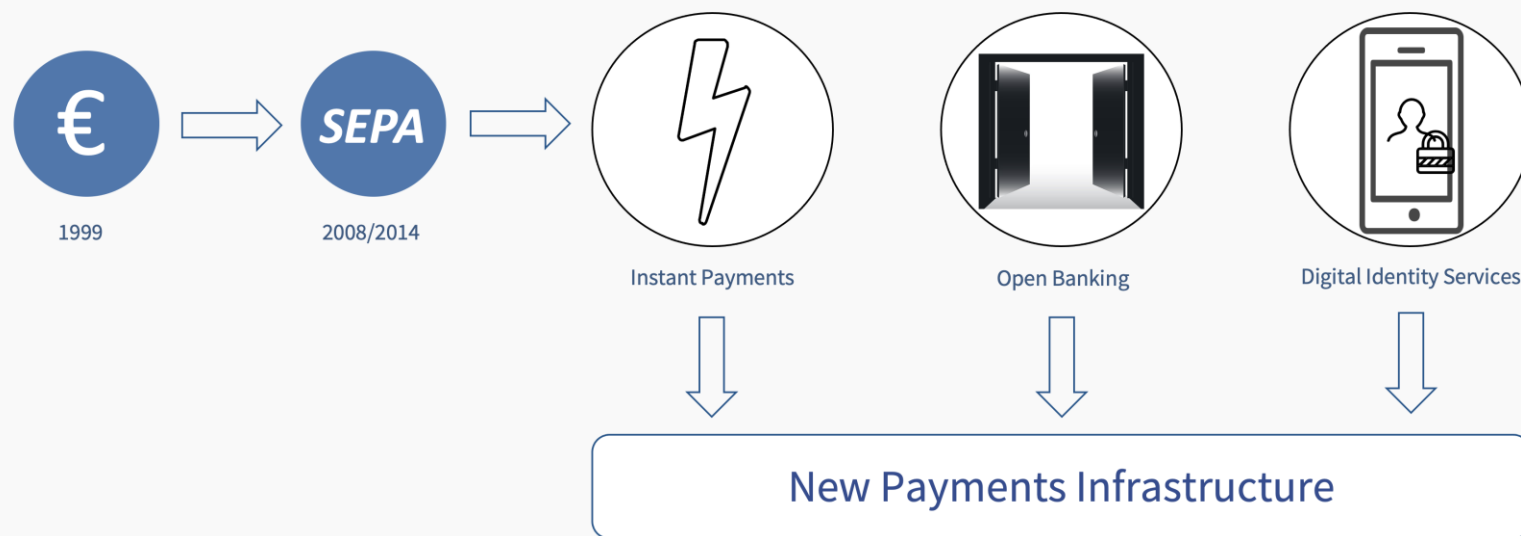 €
SEPA
1999
2008/2014
Instant Payments
Open Banking
Digital Identity Services
New Payments Infrastructure